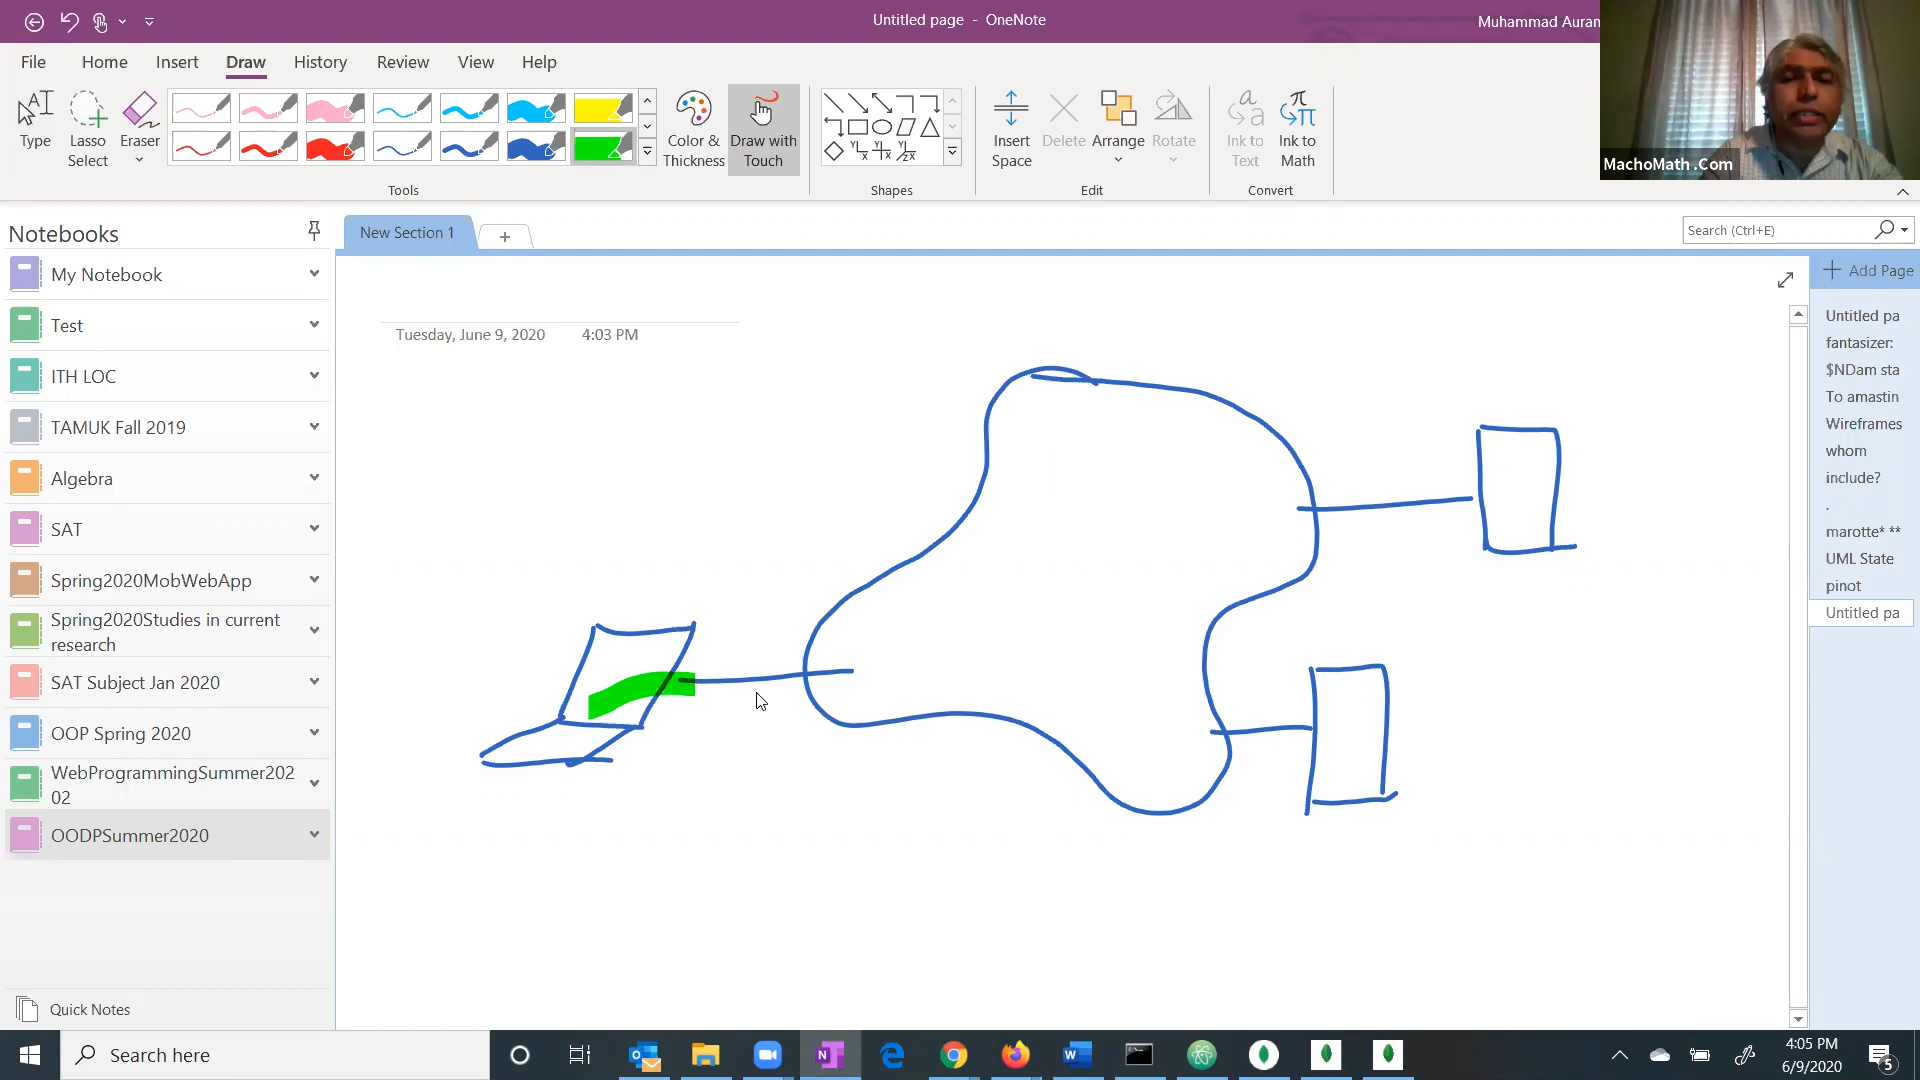 Untitled page - OneNote
Muhammad Auran
File
Home
Insert
Draw
History
Review
View
Help
Type
Lasso
Select
Eraser
Color &
Thickness
Draw with
Touch
Insert
Space
Delete
Arrange
Rotate
Ink to
Text
Ink to
Math
Tools
Shapes
Edit
Convert
MachoMath .Com
Notebooks
New Section 1
Search (Ctrl+E)
My Notebook
Test
ITH LOC
TAMUK Fall 2019
Algebra
SAT
Spring2020MobWebApp
Spring2020Studies in current
research
SAT Subject Jan 2020
OOP Spring 2020
WebProgrammingSummer202
02
OODPSummer2020
Quick Notes
Tuesday, June 9, 2020 4:03 PM
Add Page
Untitled pa
fantasizer:
$NDam sta
To amastin
Wireframes
whom
include?
.
marotte* **
UML State
pinot
Untitled pa
Search here
4:05 PM
6/9/2020
5